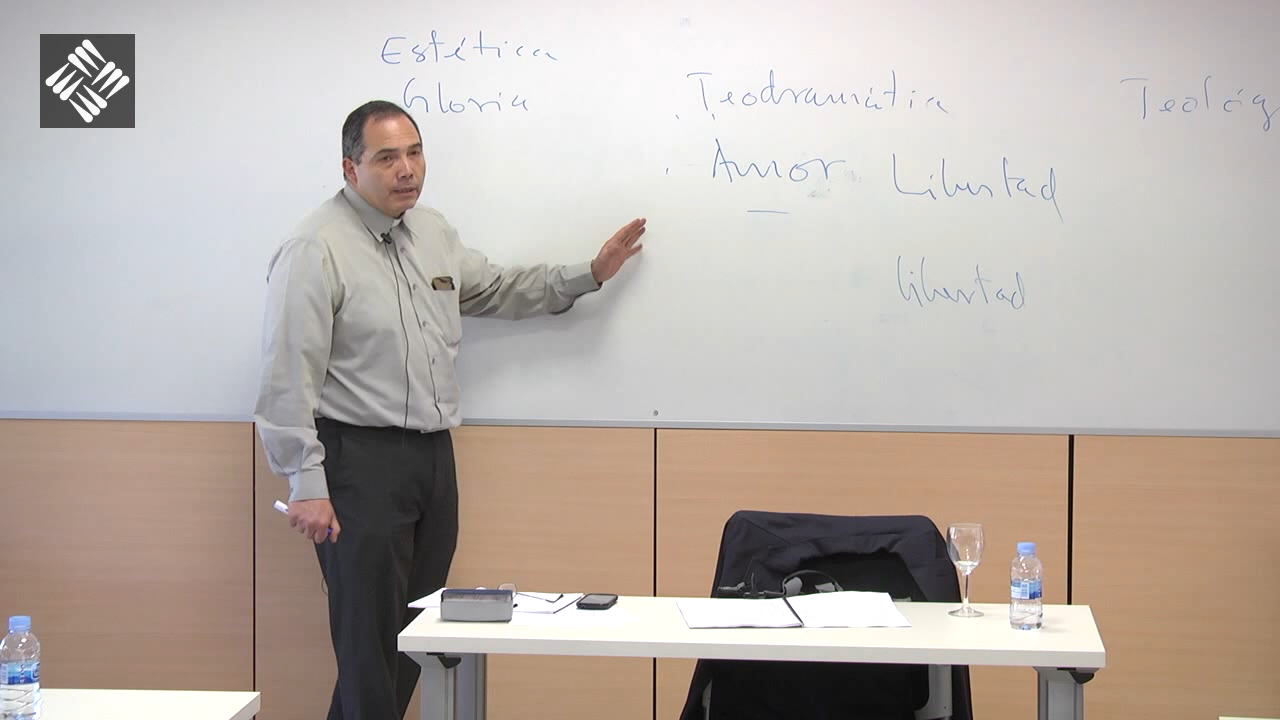 Estética
Gloria
Teodramática
Teológ
Amor Libertad
libertad